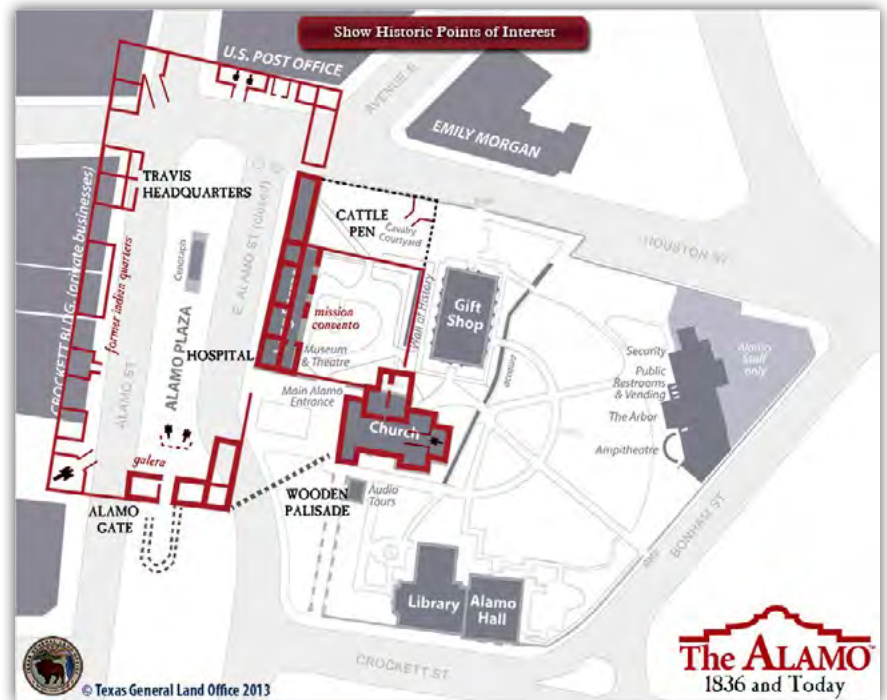 Show Historic Points of Interest
U.S. POST OFFICE
AVENUE E
EMILY MORGAN
TRAVIS
HEADQUARTERS
CATTLE
PEN
Cavalry
Courtyard
HOUSTON ST
CROCKETT BLDG. (private businesses)
former indian quarters
Cenotaph
E ALAMO ST (closed)
ALAMO PLAZA
ALAMO ST
mission
convento
Wall of History
Gift
Shop
acequia
HOSPITAL
Museum
& Theatre
Main Alamo
Entrance
Church
Security
Public
Restrooms
& Vending
The Arbor
Ampitheatre
Alamo
Staff
only
galera
ALAMO
GATE
WOODEN
PALISADE
Audio
Tours
BONHAM ST
Library
Alamo
Hall
CROCKETT ST
The ALAMO
1836 and Today
© Texas General Land Office 2013